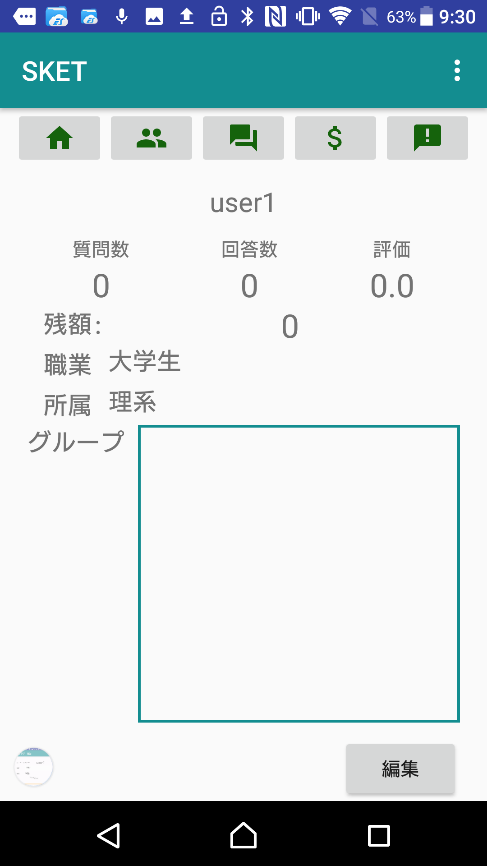 63% 9:30
SKET
user1
質問数 回答数 評価
0 0 0.0
残額: 0
職業 大学生
所属 理系
グループ
編集